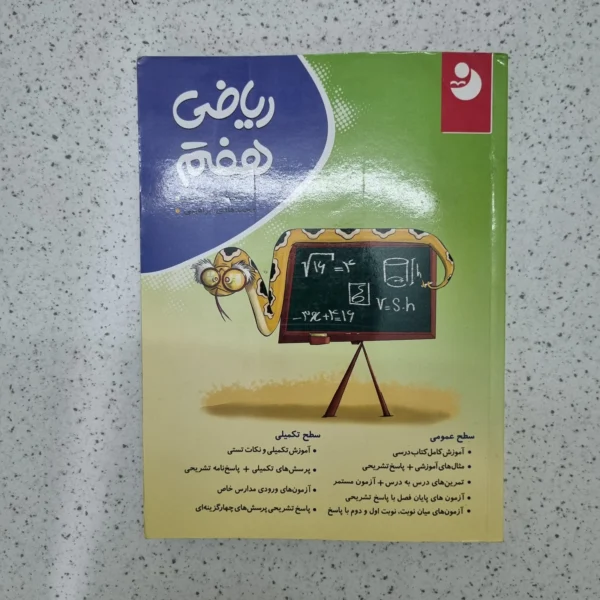 ریاضی
هفتم
√۱۶ = ۴
h
V = S.h
-۳x + ۴ = ۱۶
سطح عمومی
آموزش کامل کتاب درسی
مثال‌های آموزشی + پاسخ تشریحی
تمرین‌های درس به درس + آزمون مستمر
آزمون های پایان فصل با پاسخ تشریحی
آزمون‌های میان نوبت، نوبت اول و دوم با پاسخ
سطح تکمیلی
آموزش تکمیلی و نکات تستی
پرسش‌های تکمیلی + پاسخ‌نامه تشریحی
آزمون‌های ورودی مدارس خاص
پاسخ تشریحی پرسش‌های چهارگزینه‌ای